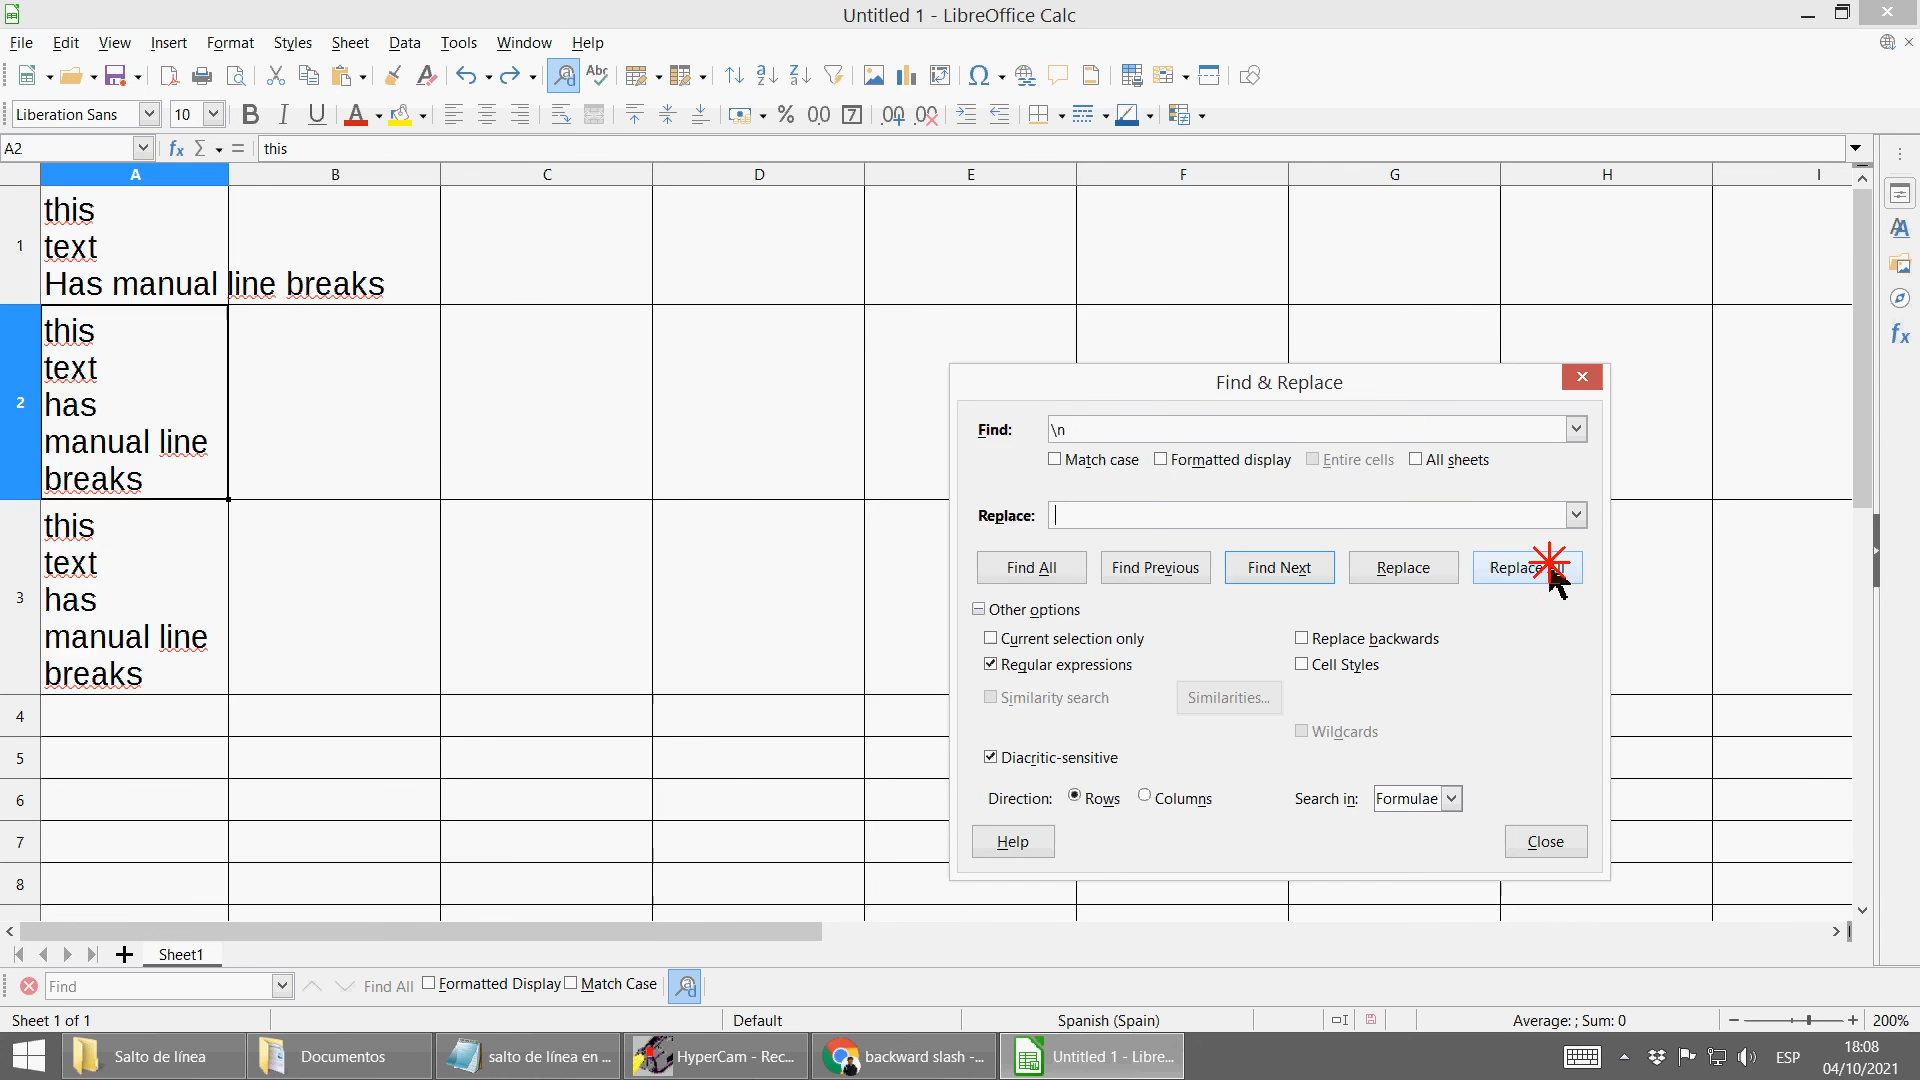 Untitled 1 - LibreOffice Calc
File Edit View Insert Format Styles Sheet Data Tools Window Help
Liberation Sans 10
A2 this
A B C D E F G H I
1
this
text
Has manual line breaks
2
this
text
has
manual line
breaks
3
this
text
has
manual line
breaks
4
5
6
7
8
Find & Replace
Find: \n
Match case Formatted display Entire cells All sheets
Replace:
Find All Find Previous Find Next Replace Replace
Other options
Current selection only Replace backwards
Regular expressions Cell Styles
Similarity search Similarities...
Wildcards
Diacritic-sensitive
Direction: Rows Columns Search in: Formulae
Help Close
Sheet1
Find Find All Formatted Display Match Case
Sheet 1 of 1 Default Spanish (Spain) Average: ; Sum: 0 200%
Salto de línea Documentos salto de línea en ... HyperCam - Rec... backward slash -... Untitled 1 - Libre... ESP 18:08
04/10/2021